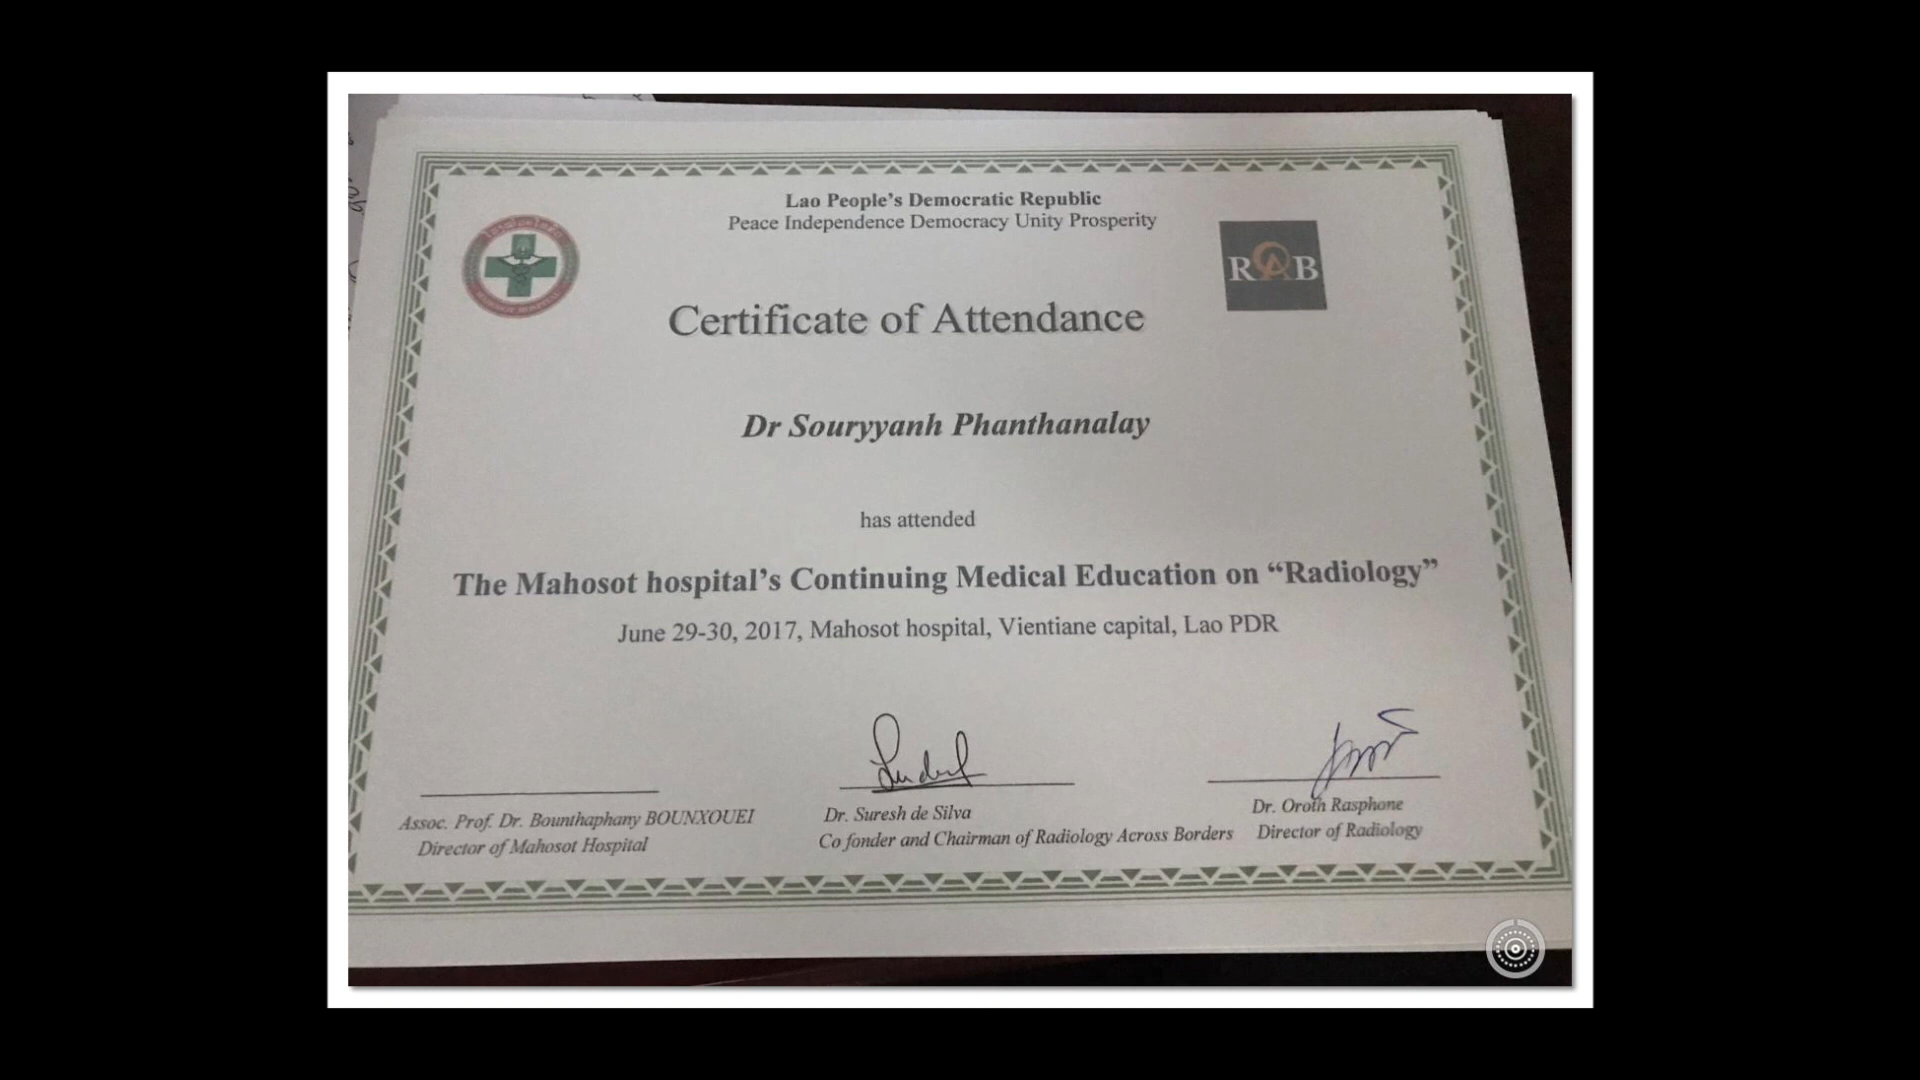 Lao People's Democratic Republic
Peace Independence Democracy Unity Prosperity
RAB
Certificate of Attendance
Dr Souryyanh Phanthanalay
has attended
The Mahosot hospital's Continuing Medical Education on “Radiology”
June 29-30, 2017, Mahosot hospital, Vientiane capital, Lao PDR
Assoc. Prof. Dr. Bounthaphany BOUNXOUEI
Director of Mahosot Hospital
Dr. Suresh de Silva
Co fonder and Chairman of Radiology Across Borders
Dr. Oroth Rasphone
Director of Radiology